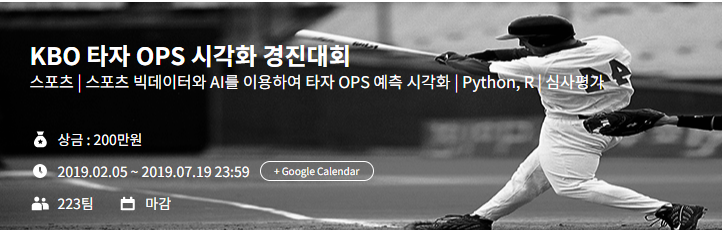 KBO 타자 OPS 시각화 경진대회
스포츠 | 스포츠 빅데이터와 AI를 이용하여 타자 OPS 예측 시각화 | Python, R | 심사평가
상금 : 200만원
2019.02.05 ~ 2019.07.19 23:59 + Google Calendar
223팀 마감
4